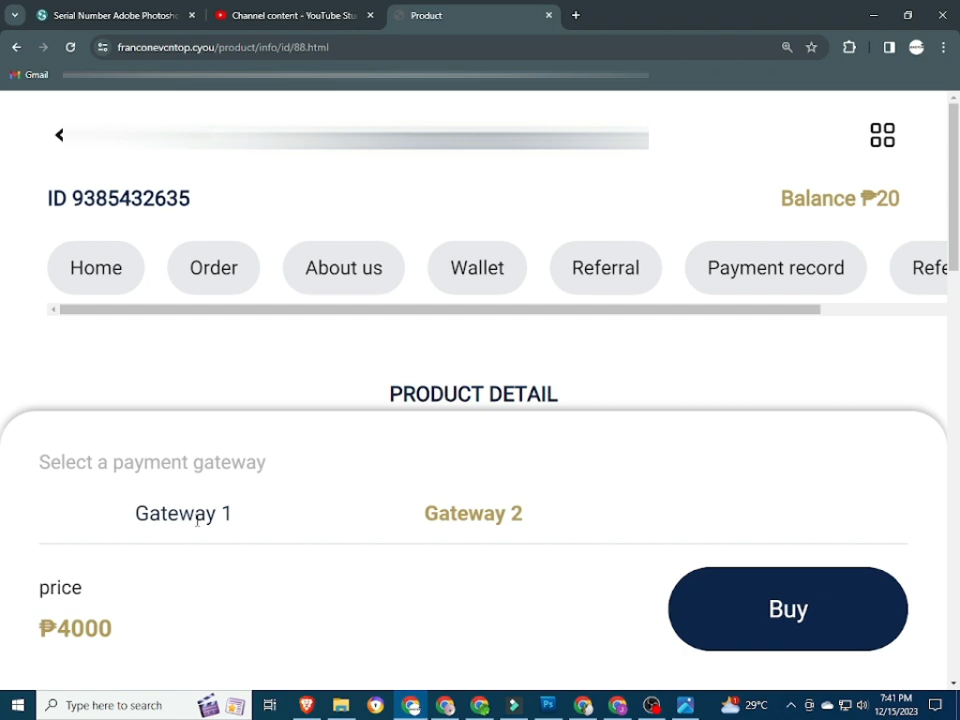 Serial Number Adobe Photosh
Channel content - YouTube Stu
Product
franconevcntop.cyou/product/info/id/88.html
Gmail
ID 9385432635
Balance ₱20
Home
Order
About us
Wallet
Referral
Payment record
Refe
PRODUCT DETAIL
Select a payment gateway
Gateway 1
Gateway 2
price
₱4000
Buy
Type here to search
29°C
7:41 PM
12/15/2023